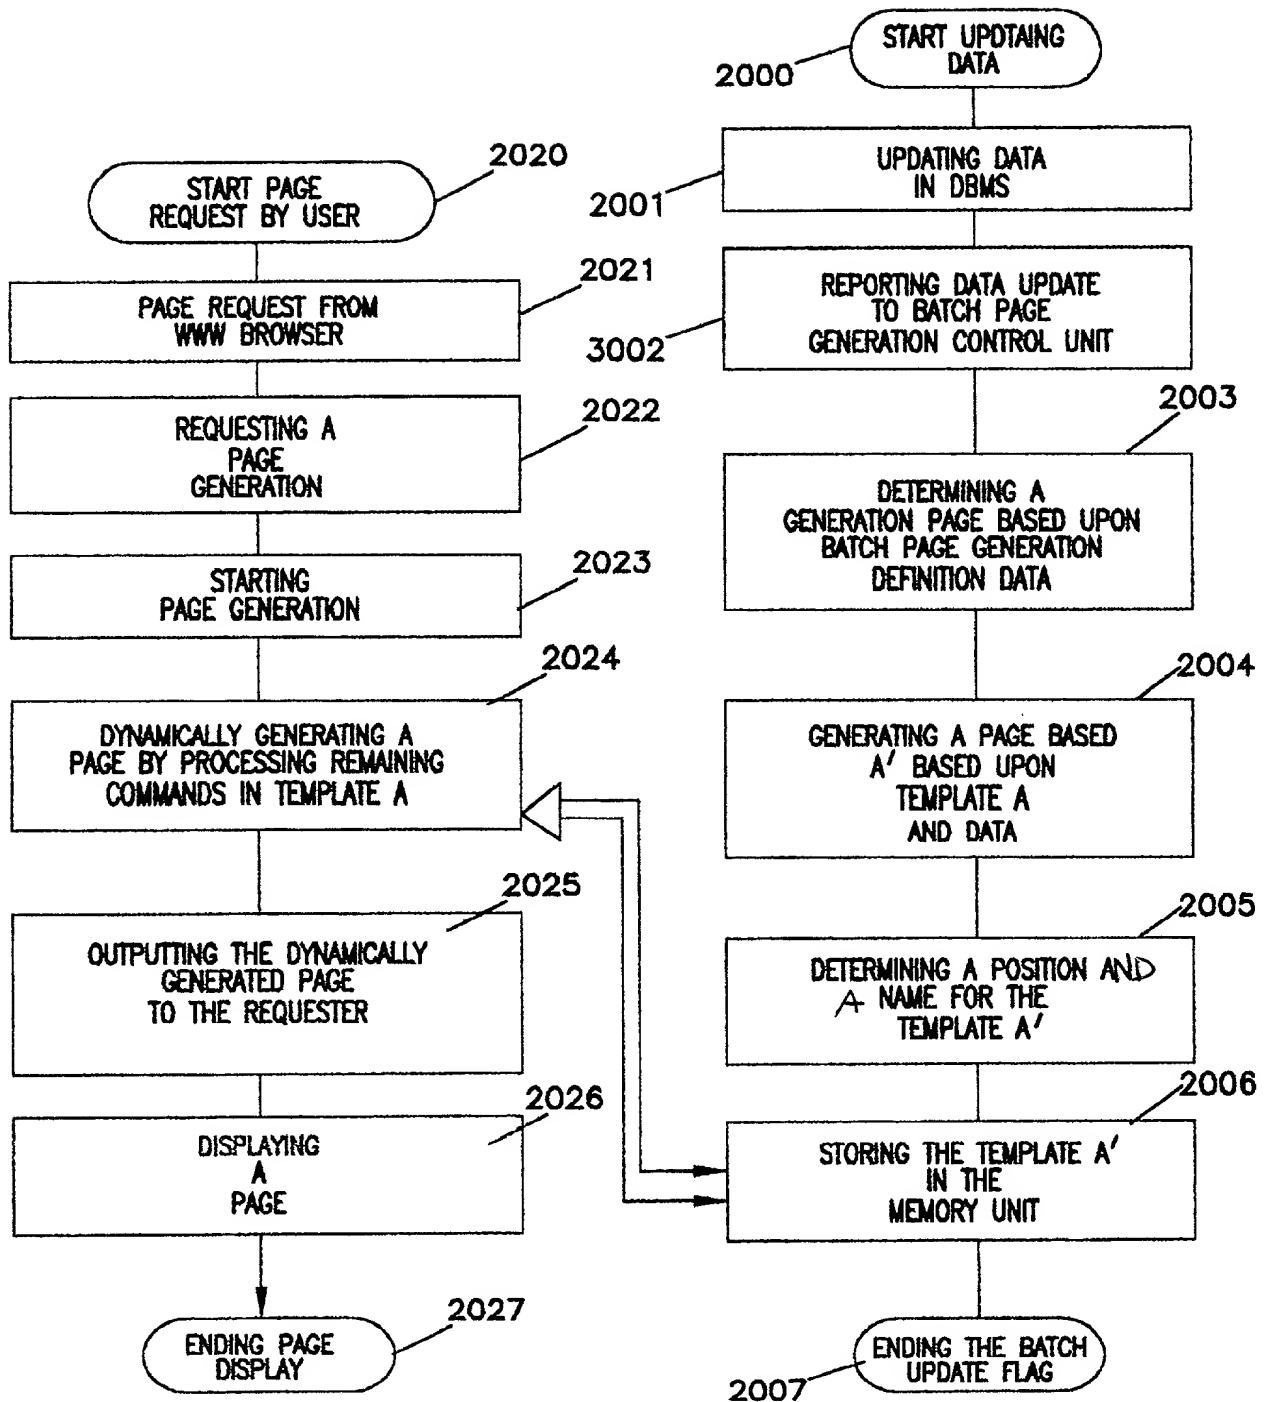 2020
START PAGE
REQUEST BY USER
2021
PAGE REQUEST FROM
WWW BROWSER
2022
REQUESTING A
PAGE
GENERATION
2023
STARTING
PAGE GENERATION
2024
DYNAMICALLY GENERATING A
PAGE BY PROCESSING REMAINING
COMMANDS IN TEMPLATE A
2025
OUTPUTTING THE DYNAMICALLY
GENERATED PAGE
TO THE REQUESTER
2026
DISPLAYING
A
PAGE
2027
ENDING PAGE
DISPLAY
2000
START UPDTAING
DATA
2001
UPDATING DATA
IN DBMS
3002
REPORTING DATA UPDATE
TO BATCH PAGE
GENERATION CONTROL UNIT
2003
DETERMINING A
GENERATION PAGE BASED UPON
BATCH PAGE GENERATION
DEFINITION DATA
2004
GENERATING A PAGE BASED
A' BASED UPON
TEMPLATE A
AND DATA
2005
DETERMINING A POSITION AND
A NAME FOR THE
TEMPLATE A'
2006
STORING THE TEMPLATE A'
IN THE
MEMORY UNIT
2007
ENDING THE BATCH
UPDATE FLAG